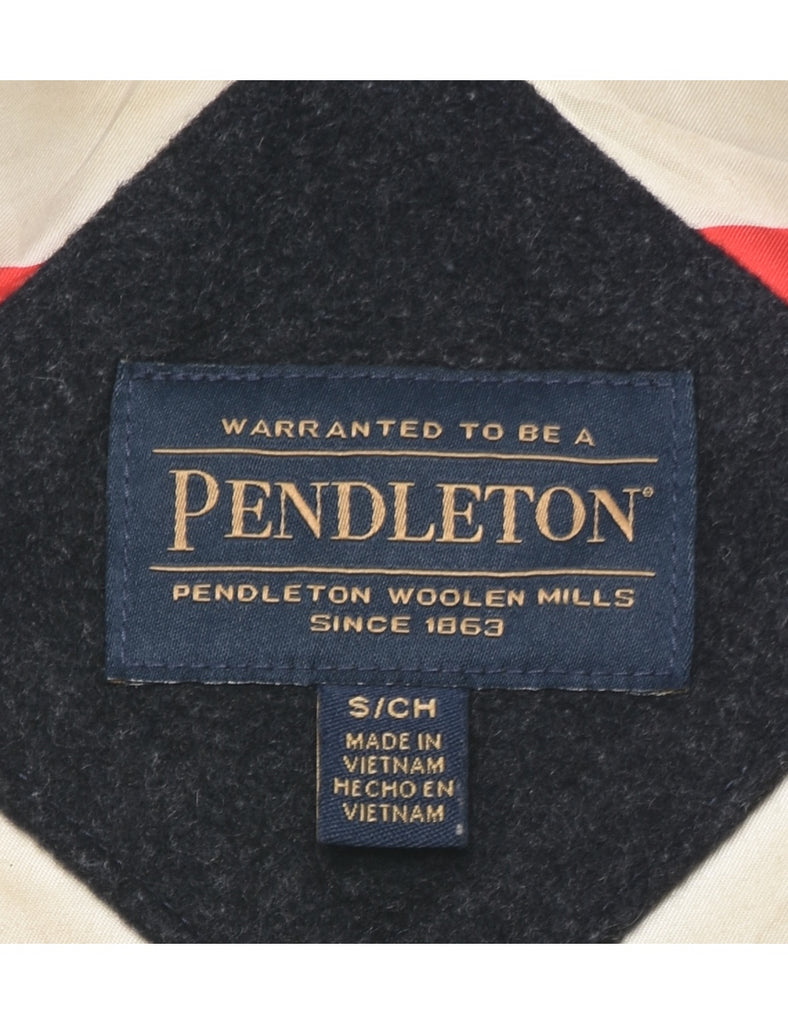 WARRANTED TO BE A
PENDLETON®
PENDLETON WOOLEN MILLS
SINCE 1863
S/CH
MADE IN
VIETNAM
HECHO EN
VIETNAM